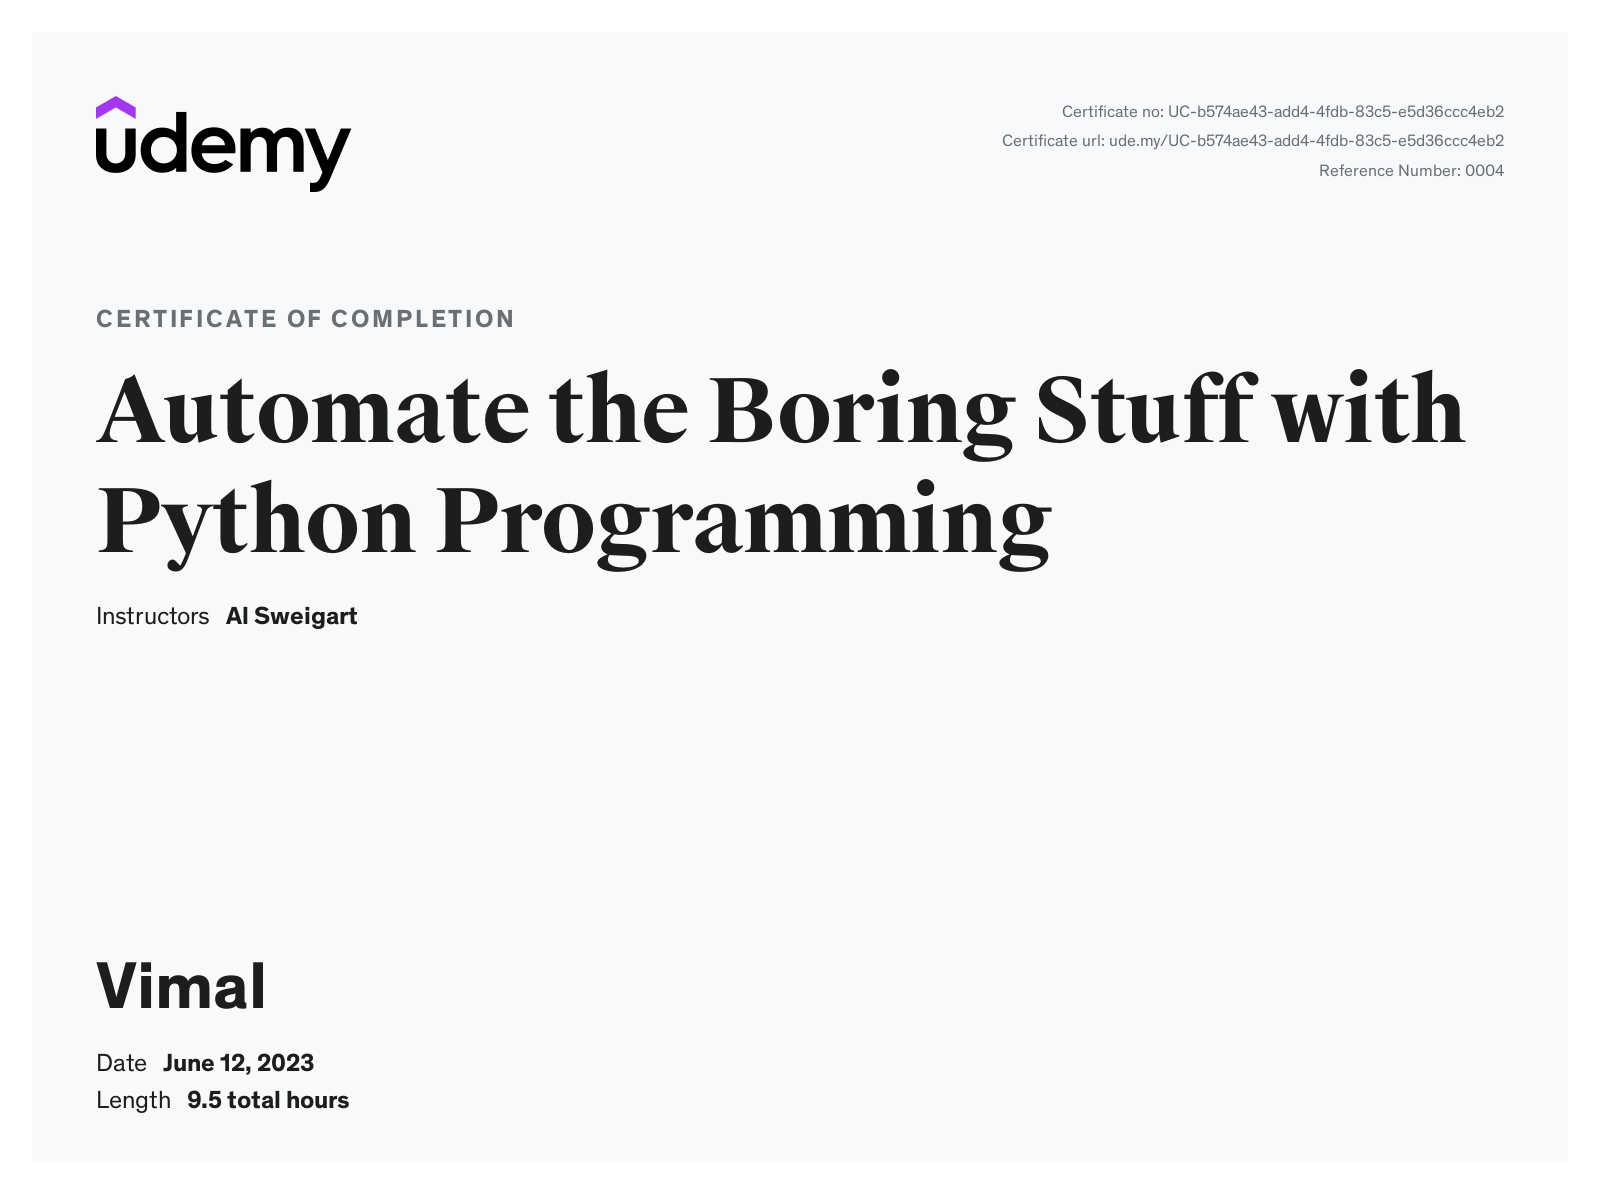 udemy
Certificate no: UC-b574ae43-add4-4fdb-83c5-e5d36ccc4eb2
Certificate url: ude.my/UC-b574ae43-add4-4fdb-83c5-e5d36ccc4eb2
Reference Number: 0004
CERTIFICATE OF COMPLETION
Automate the Boring Stuff with
Python Programming
Instructors Al Sweigart
Vimal
Date June 12, 2023
Length 9.5 total hours